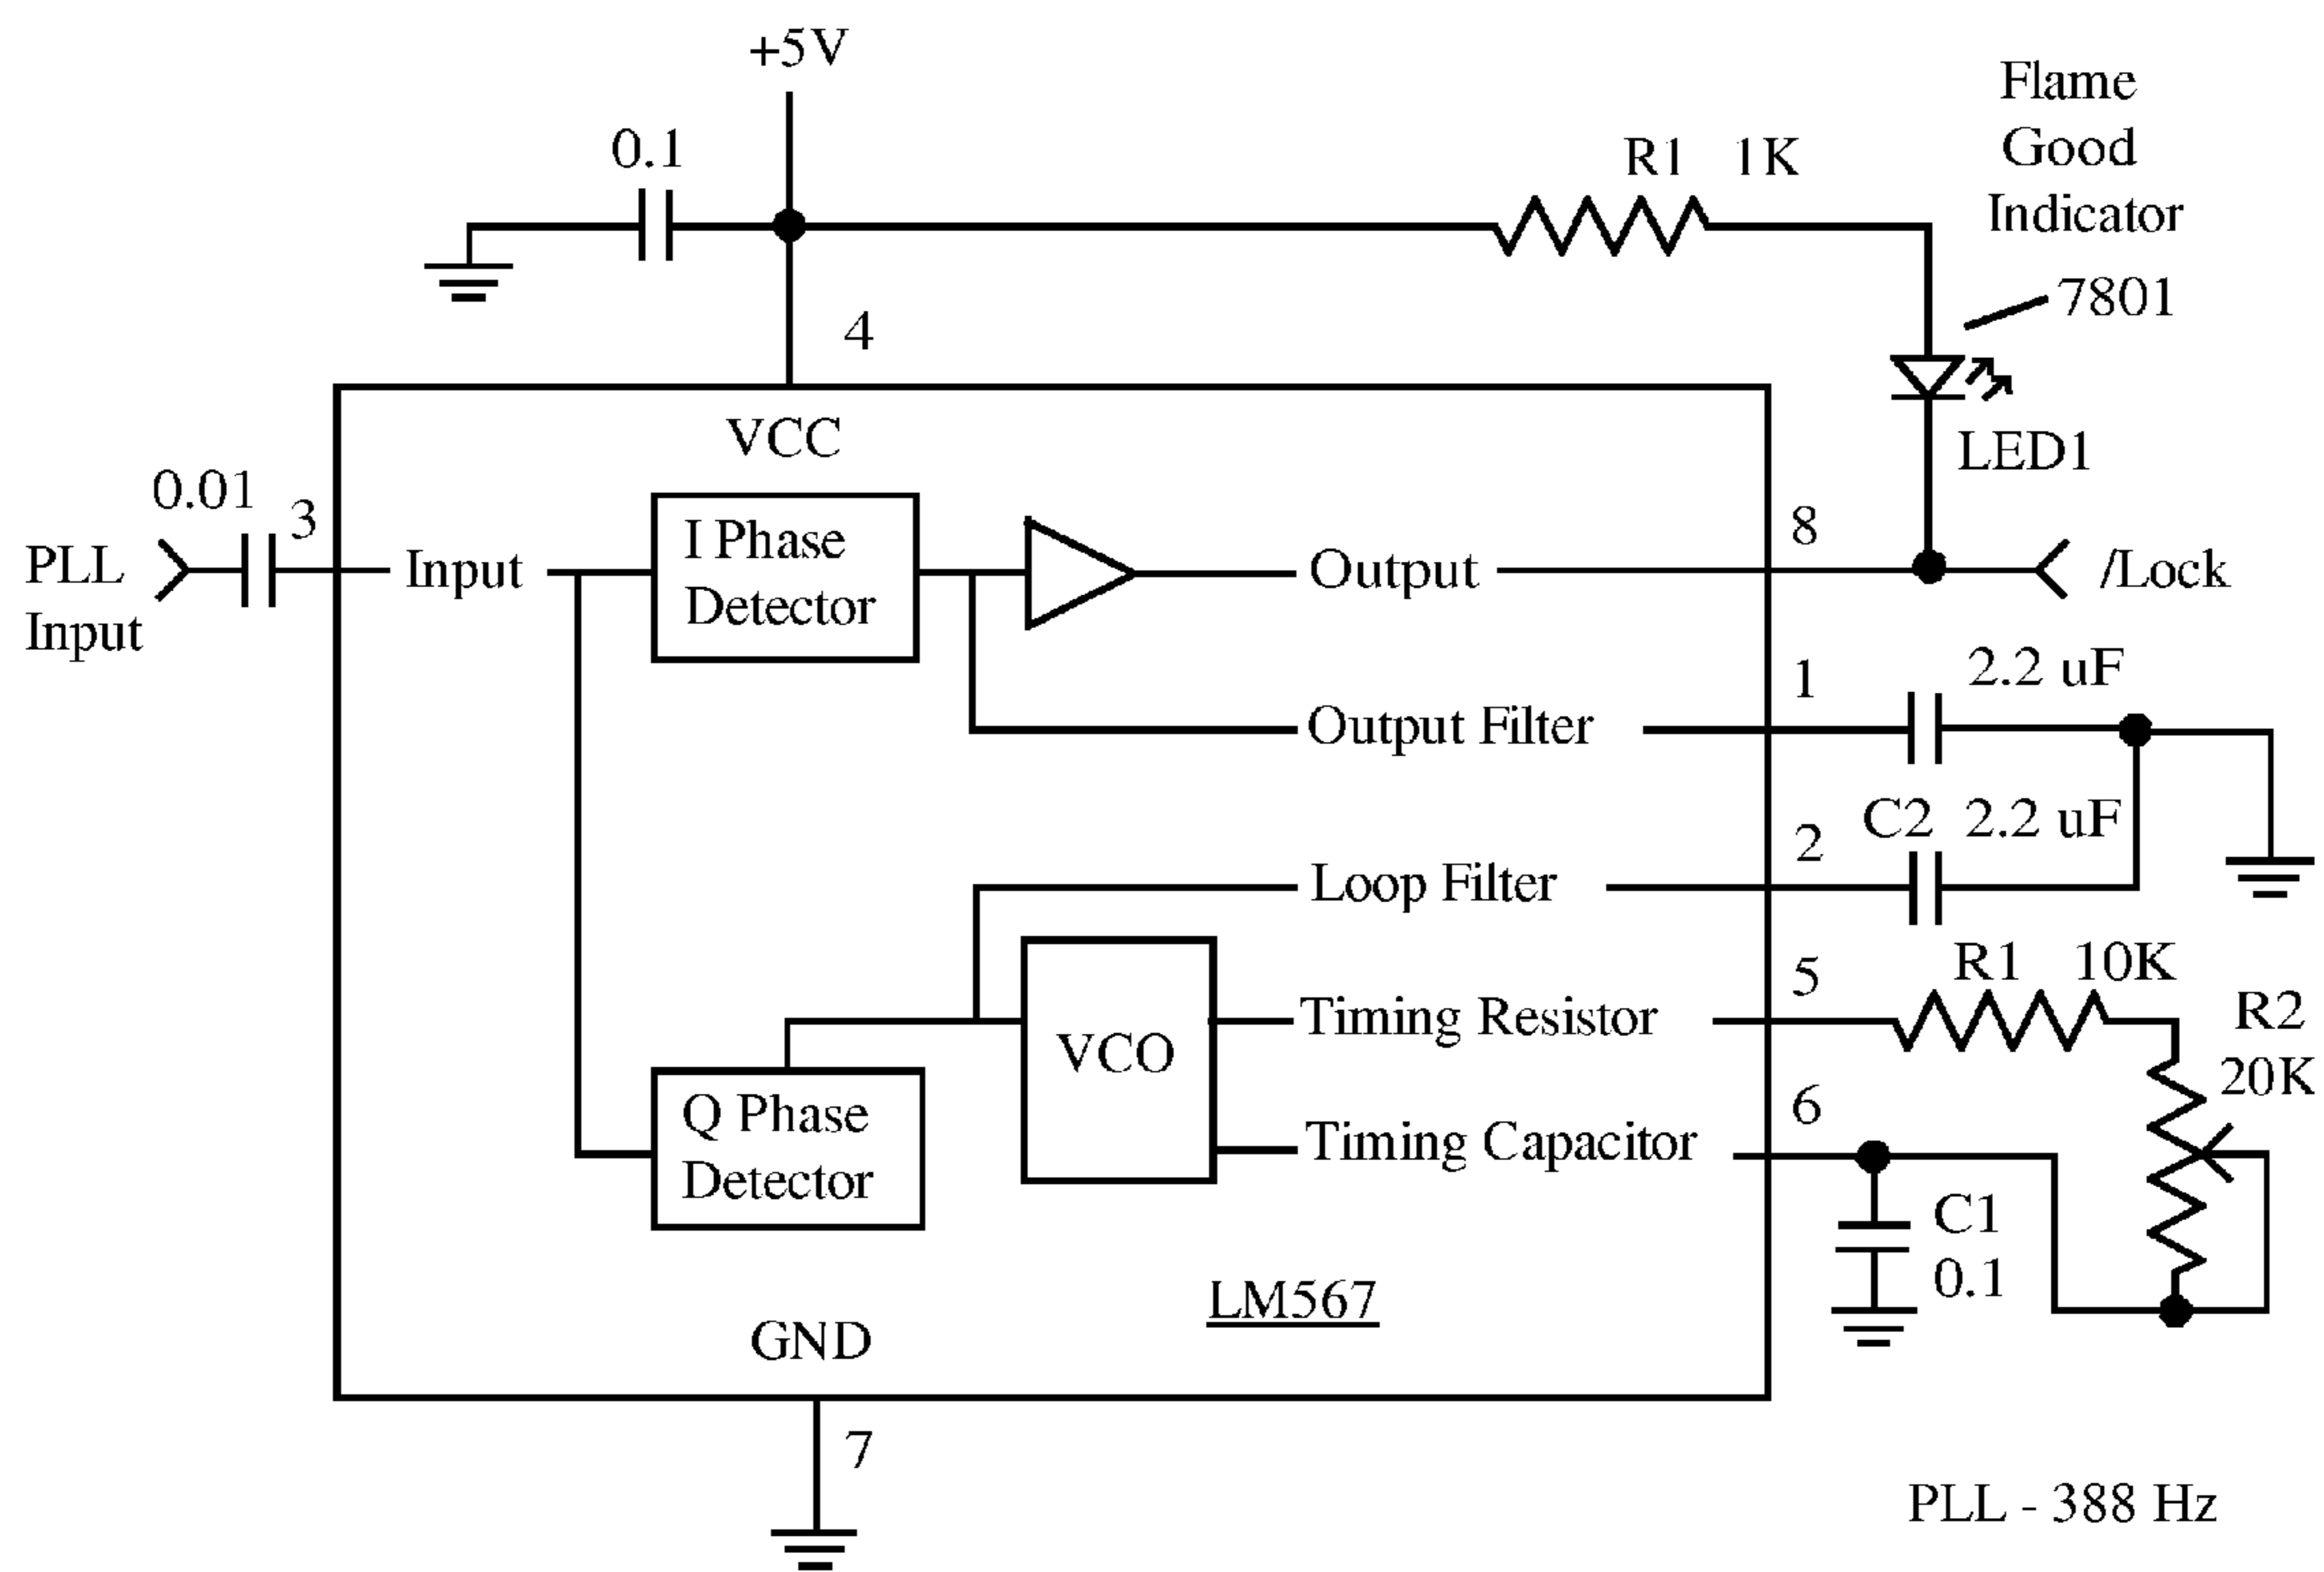 +5V
0.1
R1 1K
Flame
Good
Indicator
7801
4
VCC
LED1
0.01
3
PLL
Input
Input
I Phase
Detector
Output
8
/Lock
1
2.2 uF
Output Filter
2
C2 2.2 uF
Loop Filter
5
R1 10K
R2
20K
VCO
Timing Resistor
6
Timing Capacitor
Q Phase
Detector
C1
0.1
LM567
GND
7
PLL - 388 Hz